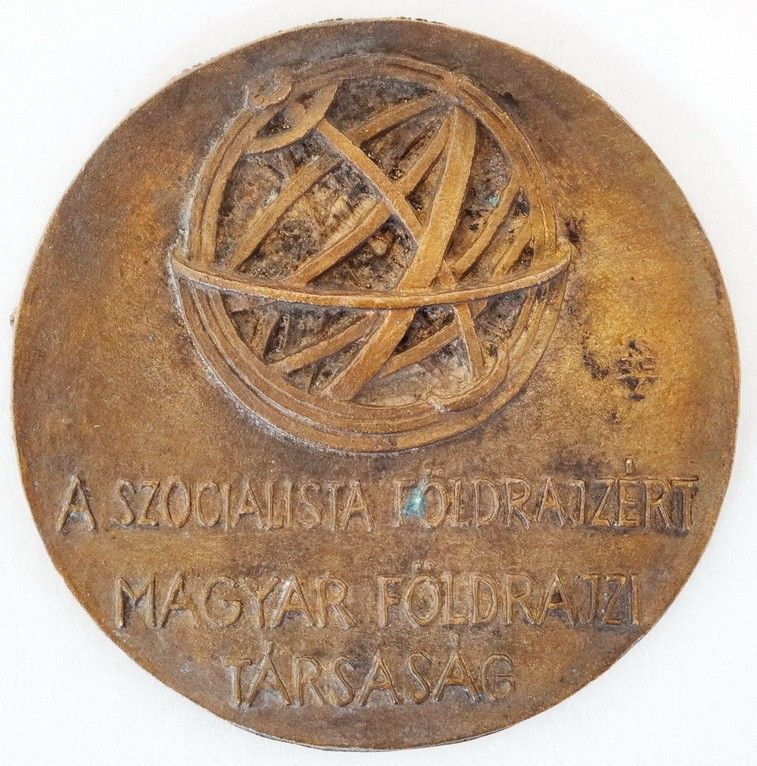 A SZOCIALISTA FÖLDRAJZÉRT
MAGYAR FÖLDRAJZI
TÁRSASÁG